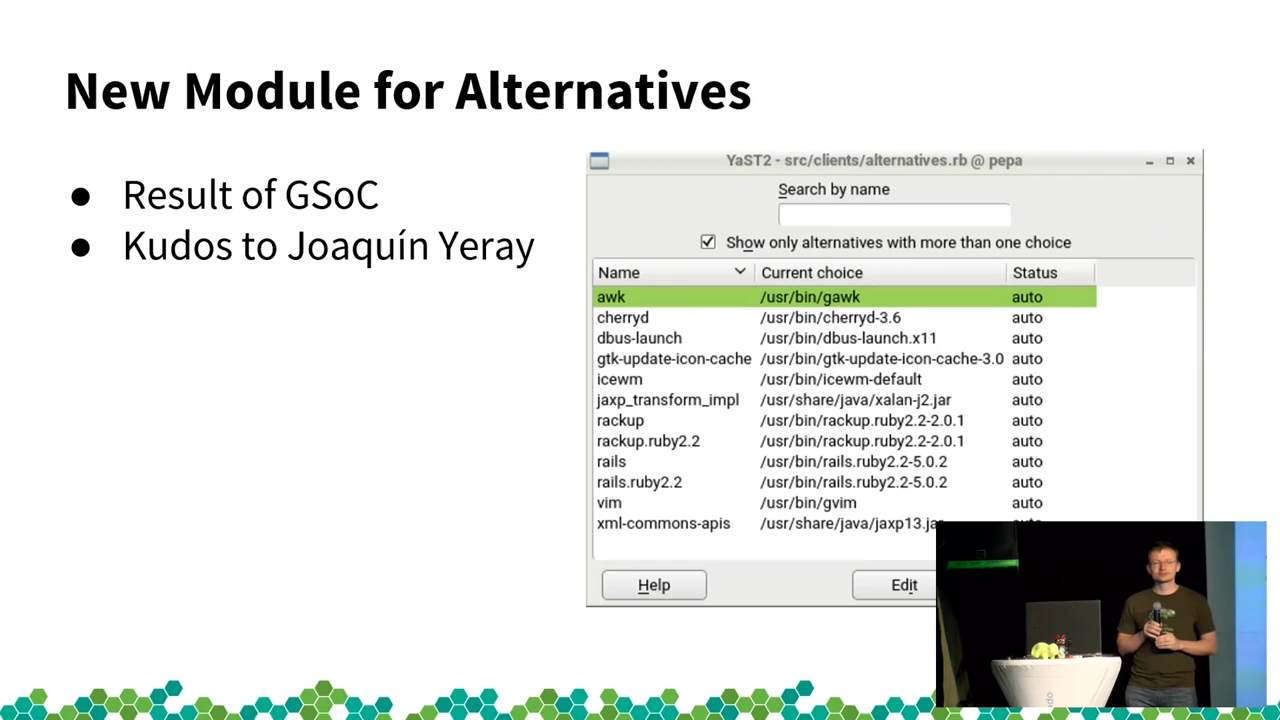 New Module for Alternatives
● Result of GSoC
● Kudos to Joaquín Yeray
YaST2 - src/clients/alternatives.rb @ pepa
Search by name
Show only alternatives with more than one choice
Name Current choice Status
awk /usr/bin/gawk auto
cherryd /usr/bin/cherryd-3.6 auto
dbus-launch /usr/bin/dbus-launch.x11 auto
gtk-update-icon-cache /usr/bin/gtk-update-icon-cache-3.0 auto
icewm /usr/bin/icewm-default auto
jaxp_transform_impl /usr/share/java/xalan-j2.jar auto
rackup /usr/bin/rackup.ruby2.2-2.0.1 auto
rackup.ruby2.2 /usr/bin/rackup.ruby2.2-2.0.1 auto
rails /usr/bin/rails.ruby2.2-5.0.2 auto
rails.ruby2.2 /usr/bin/rails.ruby2.2-5.0.2 auto
vim /usr/bin/gvim auto
xml-commons-apis /usr/share/java/jaxp13.jar auto
Help Edit